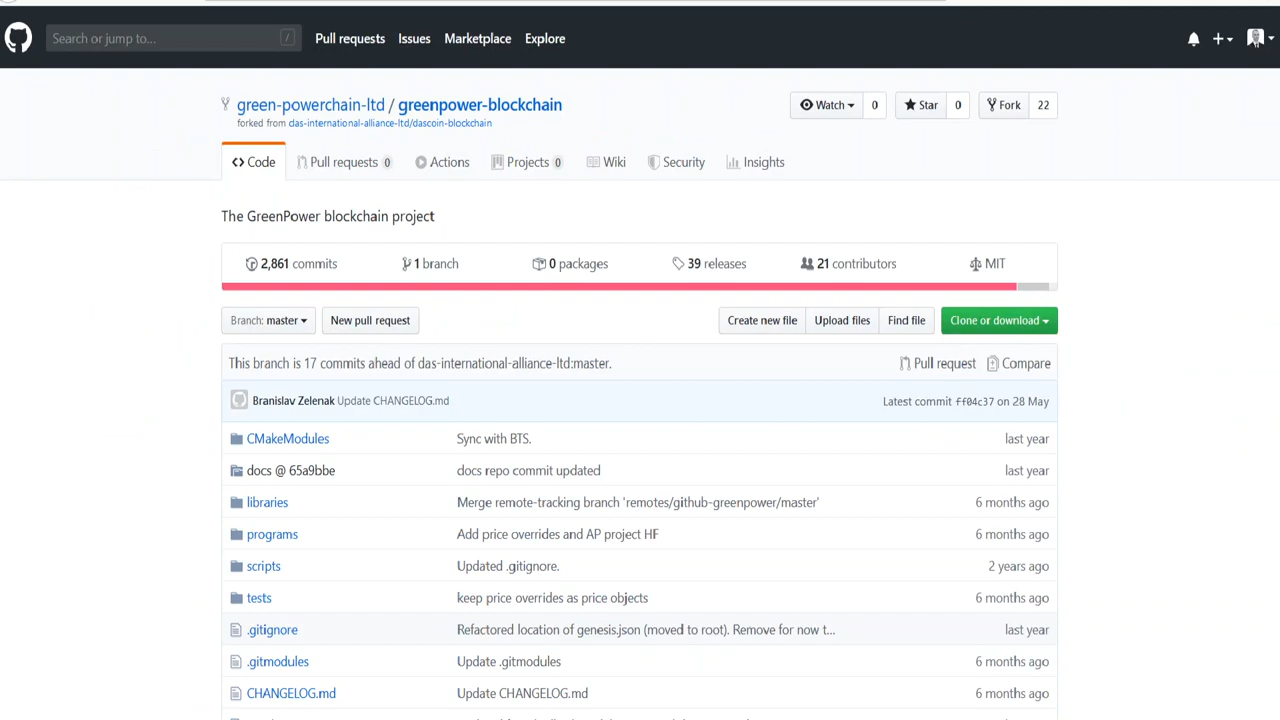 Search or jump to... /
Pull requests Issues Marketplace Explore
green-powerchain-ltd / greenpower-blockchain
Watch 0 Star 0 Fork 22
forked from das-international-alliance-ltd/dascoin-blockchain
Code Pull requests 0 Actions Projects 0 Wiki Security Insights
The GreenPower blockchain project
2,861 commits 1 branch 0 packages 39 releases 21 contributors MIT
Branch: master New pull request Create new file Upload files Find file Clone or download
This branch is 17 commits ahead of das-international-alliance-ltd:master. Pull request Compare
Branislav Zelenak Update CHANGELOG.md Latest commit ff04c37 on 28 May
CMakeModules Sync with BTS. last year
docs @ 65a9bbe docs repo commit updated last year
libraries Merge remote-tracking branch 'remotes/github-greenpower/master' 6 months ago
programs Add price overrides and AP project HF 6 months ago
scripts Updated .gitignore. 2 years ago
tests keep price overrides as price objects 6 months ago
.gitignore Refactored location of genesis.json (moved to root). Remove for now t... last year
.gitmodules Update .gitmodules 6 months ago
CHANGELOG.md Update CHANGELOG.md 6 months ago